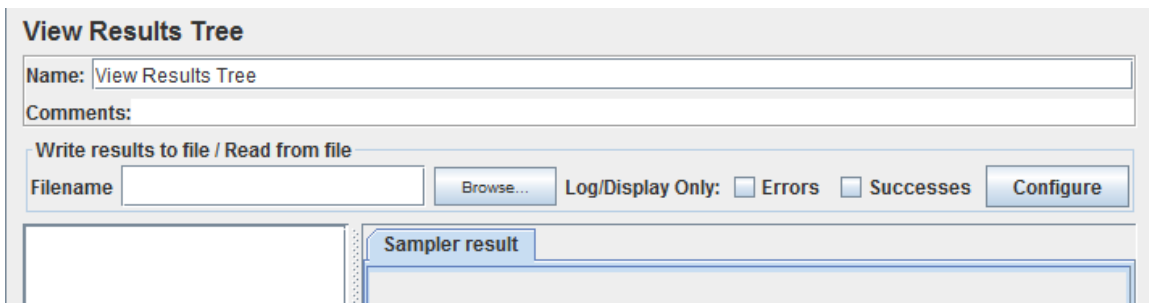 View Results Tree
Name: View Results Tree
Comments:
Write results to file / Read from file
Filename Browse... Log/Display Only: Errors Successes Configure
Sampler result